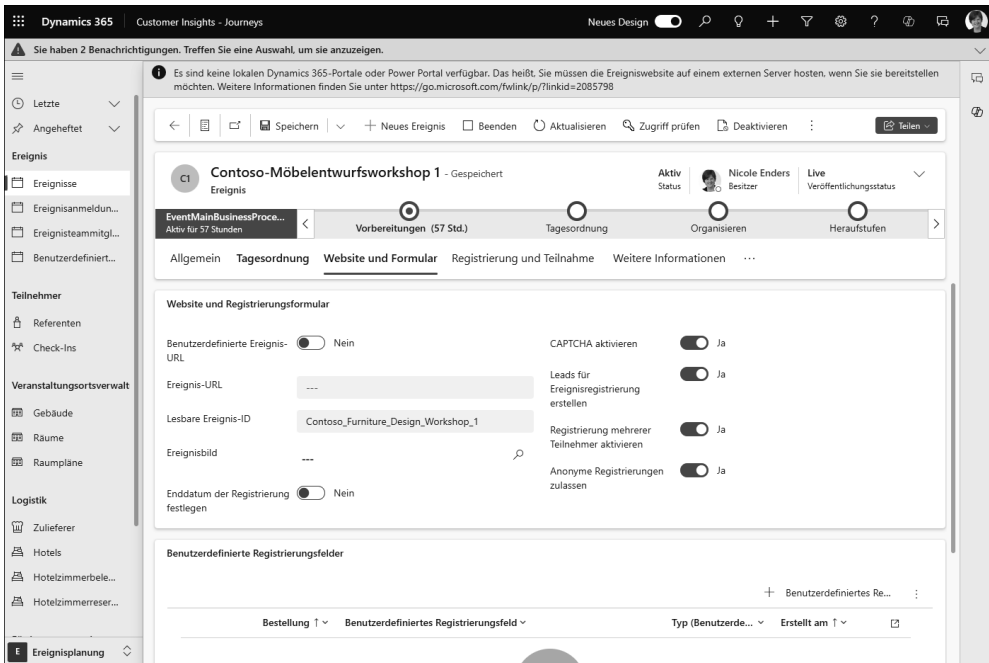 Dynamics 365 Customer Insights - Journeys Neues Design
Sie haben 2 Benachrichtigungen. Treffen Sie eine Auswahl, um sie anzuzeigen.
Es sind keine lokalen Dynamics 365-Portale oder Power Portal verfügbar. Das heißt, Sie müssen die Ereigniswebsite auf einem externen Server hosten, wenn Sie sie bereitstellen
möchten. Weitere Informationen finden Sie unter https://go.microsoft.com/fwlink/p/?linkid=2085798
Letzte
Angeheftet
Ereignis
Ereignisse
Ereignisanmeldun...
Ereignisteammitgl...
Benutzerdefiniert...
Teilnehmer
Referenten
Check-Ins
Veranstaltungsortsverwalt
Gebäude
Räume
Raumpläne
Logistik
Zulieferer
Hotels
Hotelzimmerbele...
Hotelzimmerreser...
E Ereignisplanung
Speichern Neues Ereignis Beenden Aktualisieren Zugriff prüfen Deaktivieren Teilen
C1
Contoso-Möbelentwurfsworkshop 1 - Gespeichert
Ereignis
Aktiv
Status
Nicole Enders
Besitzer
Live
Veröffentlichungsstatus
EventMainBusinessProce...
Aktiv für 57 Stunden
Vorbereitungen (57 Std.) Tagesordnung Organisieren Heraufstufen
Allgemein Tagesordnung Website und Formular Registrierung und Teilnahme Weitere Informationen ...
Website und Registrierungsformular
Benutzerdefinierte Ereignis-
URL
Nein
Ereignis-URL
---
Lesbare Ereignis-ID
Contoso_Furniture_Design_Workshop_1
Ereignisbild
---
Enddatum der Registrierung
festlegen
Nein
CAPTCHA aktivieren
Ja
Leads für
Ereignisregistrierung
erstellen
Ja
Registrierung mehrerer
Teilnehmer aktivieren
Ja
Anonyme Registrierungen
zulassen
Ja
Benutzerdefinierte Registrierungsfelder
Benutzerdefiniertes Re...
Bestellung ↑ Benutzerdefiniertes Registrierungsfeld Typ (Benutzerde... Erstellt am ↑